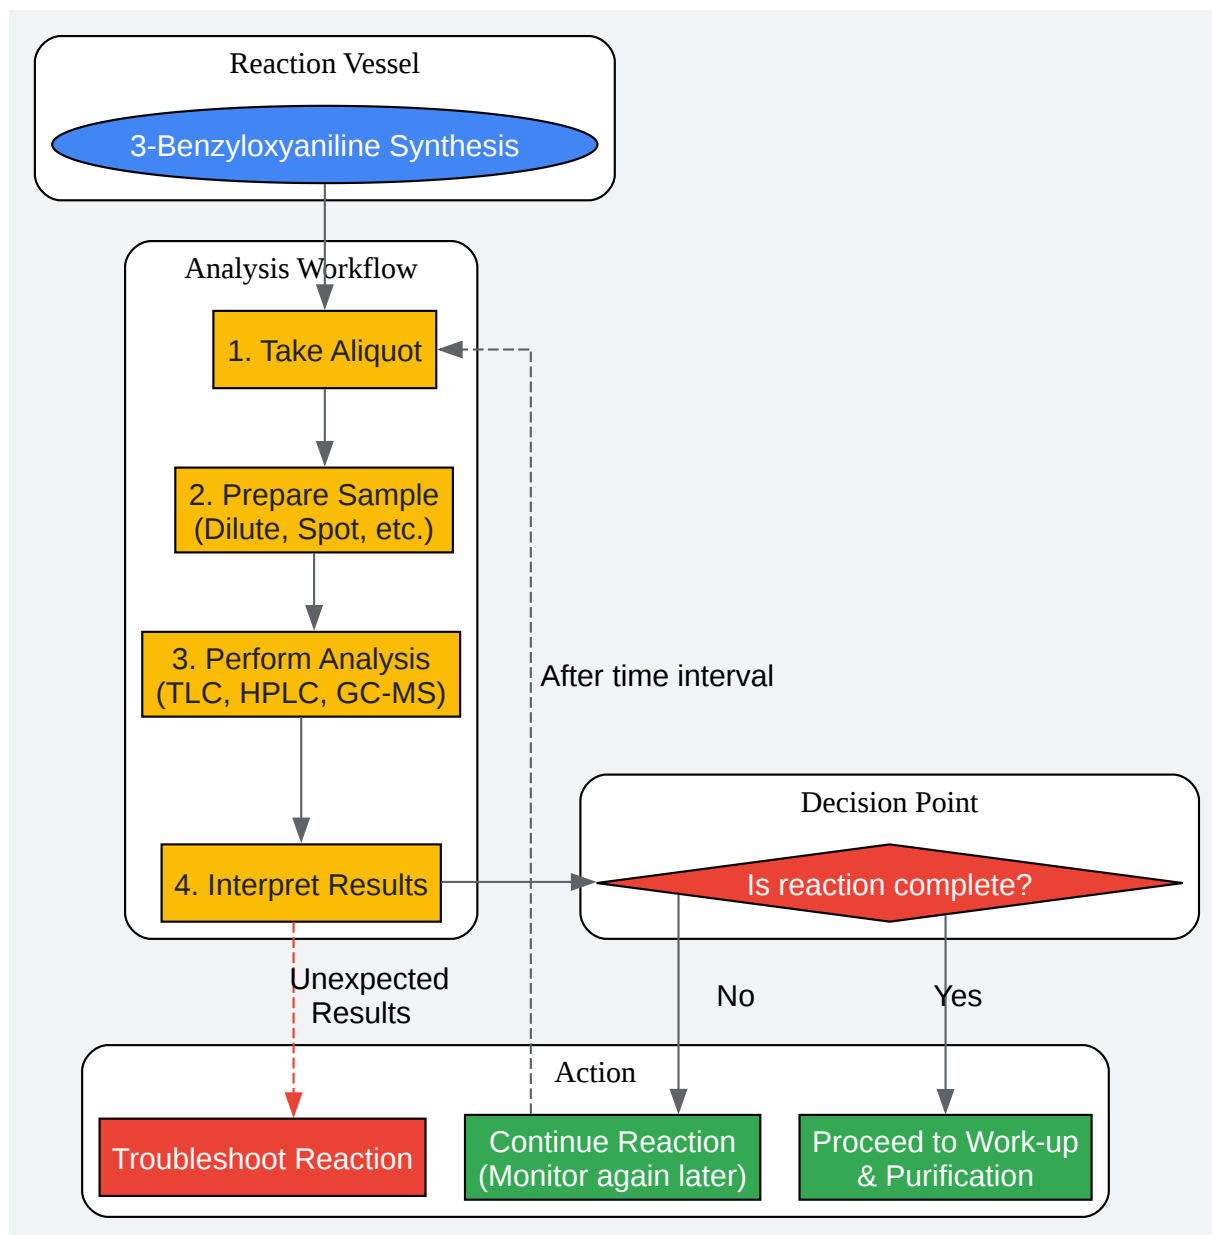 Reaction Vessel
3-Benzyloxyaniline Synthesis
Analysis Workflow
1. Take Aliquot
2. Prepare Sample
(Dilute, Spot, etc.)
3. Perform Analysis
(TLC, HPLC, GC-MS)
After time interval
4. Interpret Results
Decision Point
Is reaction complete?
Unexpected
Results
No
Yes
Action
Troubleshoot Reaction
Continue Reaction
(Monitor again later)
Proceed to Work-up
& Purification